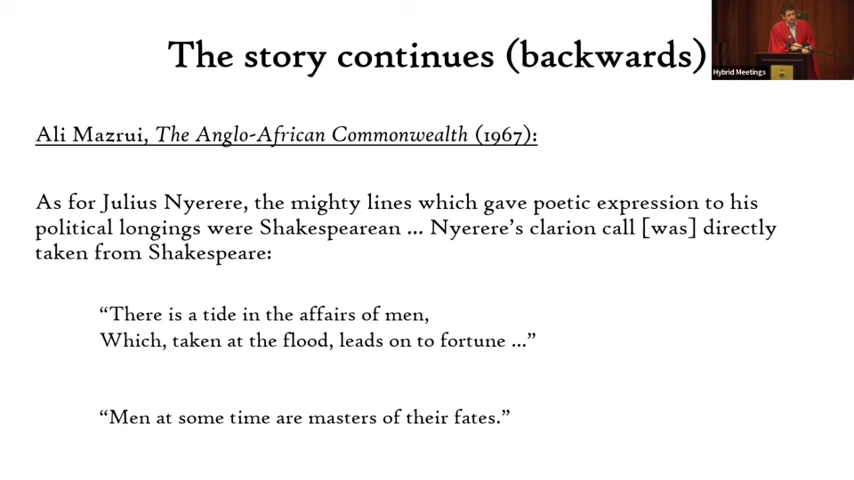 The story continues (backwards)
Hybrid Meetings
Ali Mazrui, The Anglo-African Commonwealth (1967):
As for Julius Nyerere, the mighty lines which gave poetic expression to his
political longings were Shakespearean ... Nyerere’s clarion call [was] directly
taken from Shakespeare:
“There is a tide in the affairs of men,
Which, taken at the flood, leads on to fortune ...”
“Men at some time are masters of their fates.”